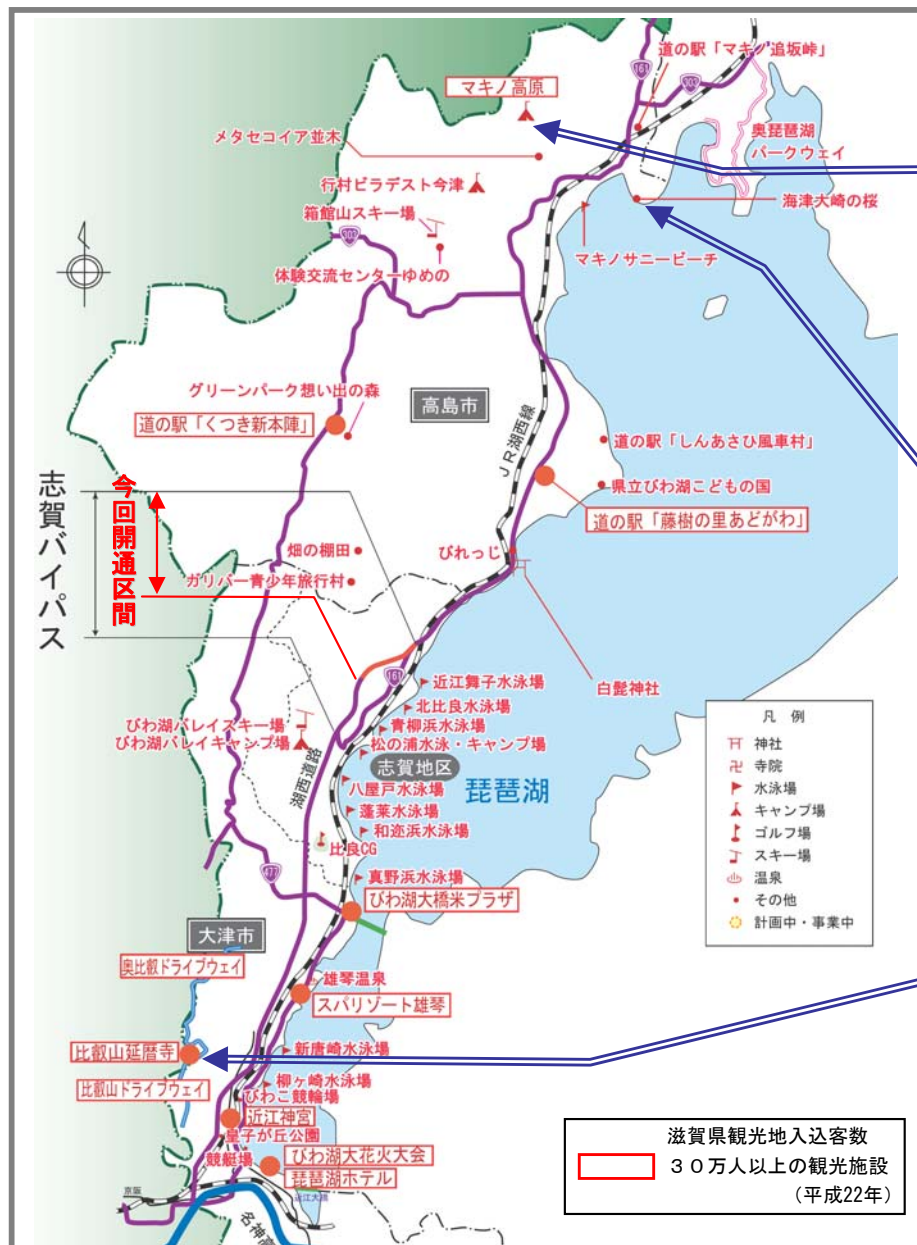 道の駅「マキノ追坂峠」
161
303
マキノ高原
奥琵琶湖
パークウェイ
メタセコイア並木
行村ビラデスト今津
海津大崎の桜
箱館山スキー場
303
マキノサニービーチ
体験交流センターゆめの
グリーンパーク想い出の森
高島市
道の駅「くつき新本陣」
JR湖西線
道の駅「しんあさひ風車村」
県立びわ湖こどもの国
道の駅「藤樹の里あどがわ」
志賀バイパス
今回開通区間
畑の棚田
びれっじ
ガリバー青少年旅行村
161
近江舞子水泳場
白髭神社
北比良水泳場
びわ湖バレイスキー場
青柳浜水泳場
びわ湖バレイキャンプ場
松の浦水泳・キャンプ場
志賀地区
湖西道路
八屋戸水泳場
琵琶湖
蓬莱水泳場
和迩浜水泳場
比良CG
477
真野浜水泳場
びわ湖大橋米プラザ
凡 例
神社
寺院
水泳場
キャンプ場
ゴルフ場
スキー場
温泉
その他
計画中・事業中
大津市
奥比叡ドライブウェイ
雄琴温泉
スパリゾート雄琴
比叡山延暦寺
新唐崎水泳場
比叡山ドライブウェイ
柳ヶ崎水泳場
びわこ競輪場
近江神宮
皇子が丘公園
競艇場
びわ湖大花火大会
琵琶湖ホテル
京阪
近江大橋
名神高
滋賀県観光地入込客数
30万人以上の観光施設
(平成22年)